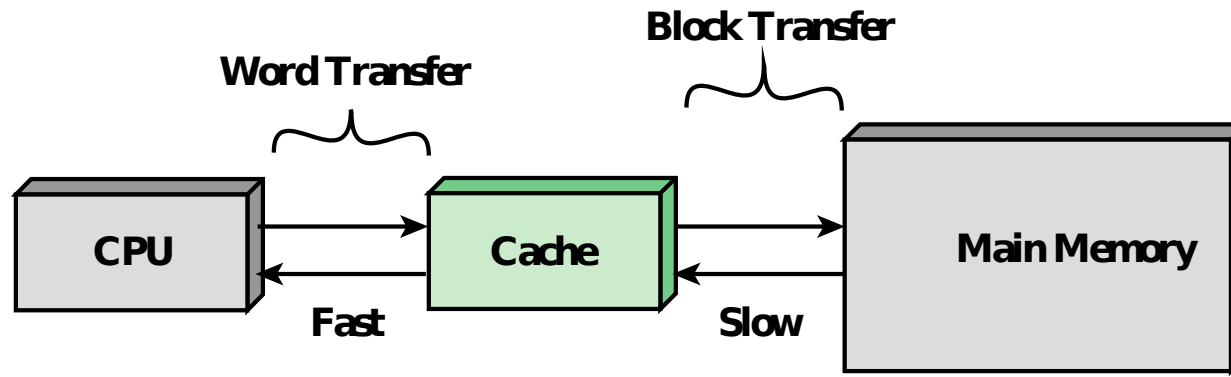 Block Transfer
Word Transfer
CPU
Cache
Main Memory
Fast
Slow